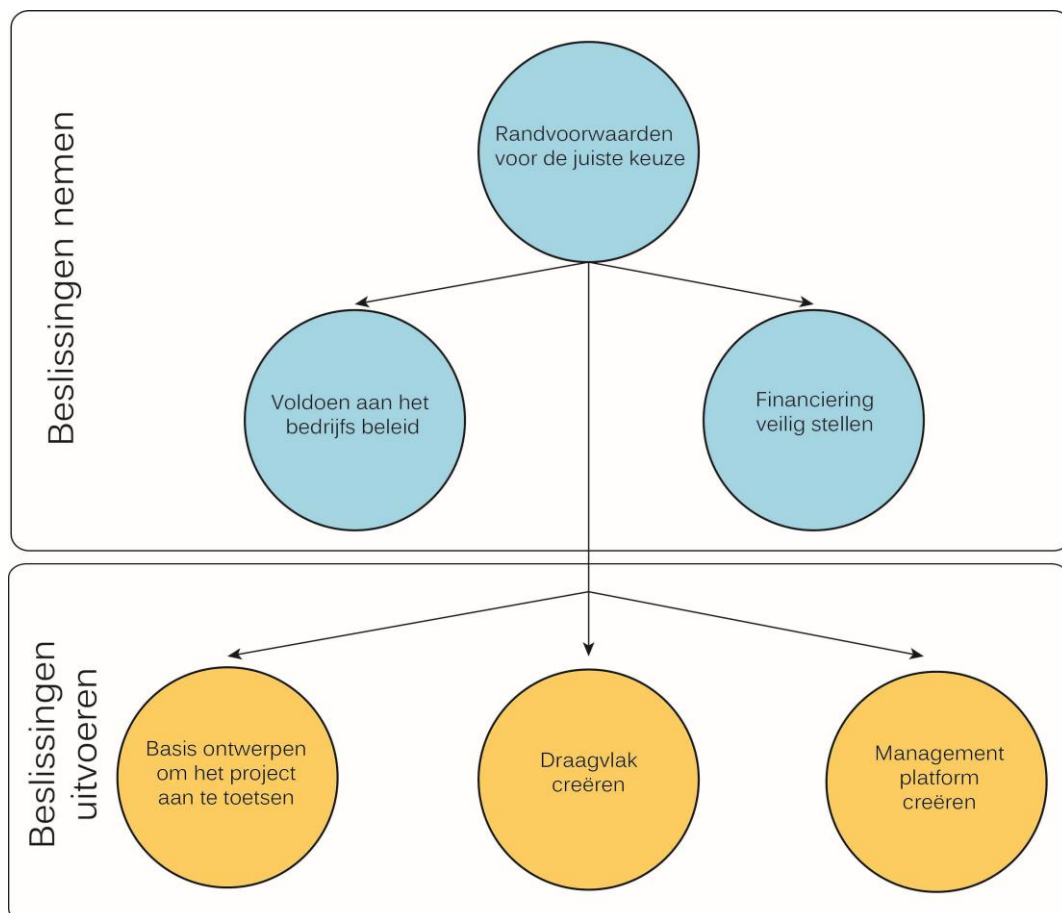 Beslissingen nemen
Randvoorwaarden
voor de juiste keuze
Voldoen aan het
bedrijfs beleid
Financiering
veilig stellen
Beslissingen
uitvoeren
Basis ontwerpen
om het project
aan te toetsen
Draagvlak
creëren
Management
platform
creëren